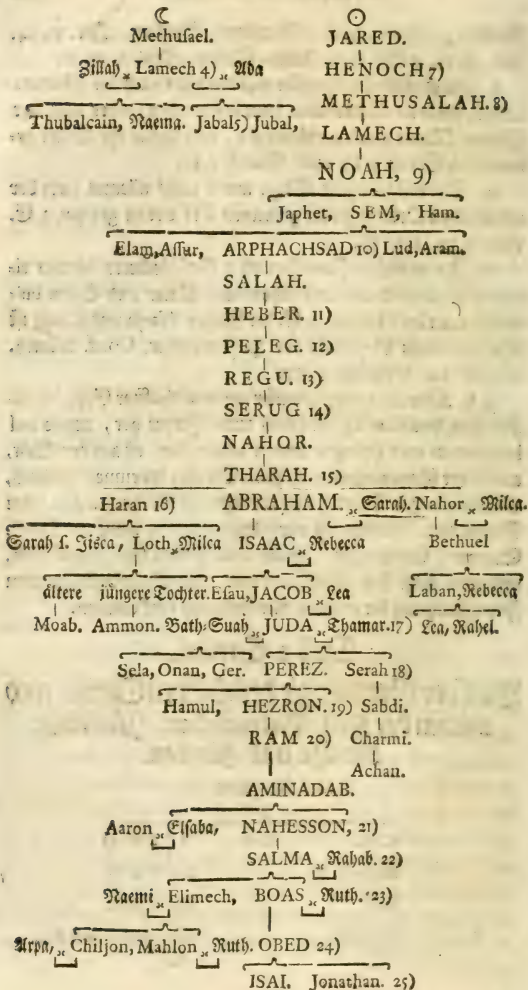 ☾ ☉
Methusael. JARED.
Zillah ⁎ Lamech 4) ⁎ Ada HENOCH 7)
METHUSALAH. 8)
Thubalcain, Naema. Jabal 5) Jubal, LAMECH.
NOAH, 9)
Japhet, SEM, Ham.
Elam, Assur, ARPHACHSAD 10) Lud, Aram.
SALAH.
HEBER. 11)
PELEG. 12)
REGU. 13)
SERUG 14)
NAHOR.
THARAH. 15)
Haran 16) ABRAHAM. ⁎ Sarah. Nahor ⁎ Milca.
Sarah s. Jisca, Loth ⁎ Milca ISAAC ⁎ Rebecca Bethuel
ältere jüngere Tochter. Esau, JACOB ⁎ Lea Laban, Rebecca
Moab. Ammon. Bath-Suah ⁎ JUDA ⁎ Thamar. 17) Lea, Rahel.
Sela, Onan, Ger. PEREZ. Serah 18)
Hamul, HEZRON. 19) Sabdi.
RAM 20) Charmi.
Achan.
AMINADAB.
Aaron ⁎ Elsaba, NAHESSON, 21)
SALMA ⁎ Rahab. 22)
Naemi ⁎ Elimech, BOAS ⁎ Ruth. 23)
Arpa, ⁎ Chiljon, Mahlon ⁎ Ruth. OBED 24)
ISAI. Jonathan. 25)